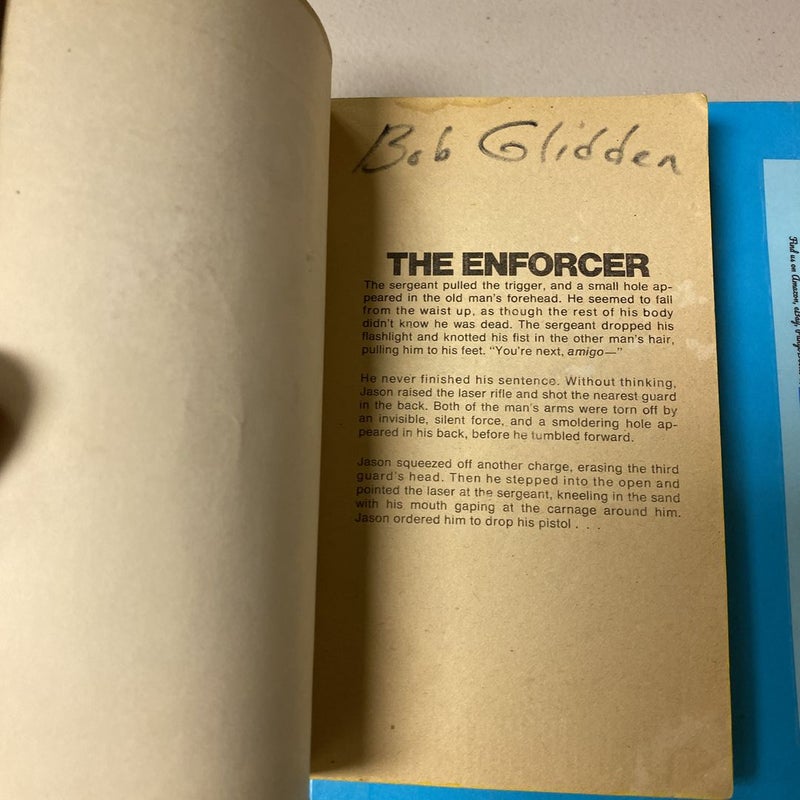 Bob Glidden
THE ENFORCER
The sergeant pulled the trigger, and a small hole ap-
peared in the old man's forehead. He seemed to fall
from the waist up, as though the rest of his body
didn't know he was dead. The sergeant dropped his
flashlight and knotted his fist in the other man's hair,
pulling him to his feet. "You're next, amigo—"
He never finished his sentence. Without thinking,
Jason raised the laser rifle and shot the nearest guard
in the back. Both of the man's arms were torn off by
an invisible, silent force, and a smoldering hole ap-
peared in his back, before he tumbled forward.
Jason squeezed off another charge, erasing the third
guard's head. Then he stepped into the open and
pointed the laser at the sergeant, kneeling in the sand
with his mouth gaping at the carnage around him.
Jason ordered him to drop his pistol . . .
Find us on Amazon, eBay,